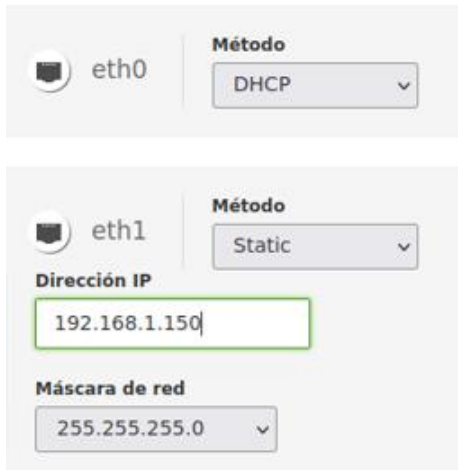 Método
eth0
DHCP
Método
eth1
Static
Dirección IP
192.168.1.150
Máscara de red
255.255.255.0